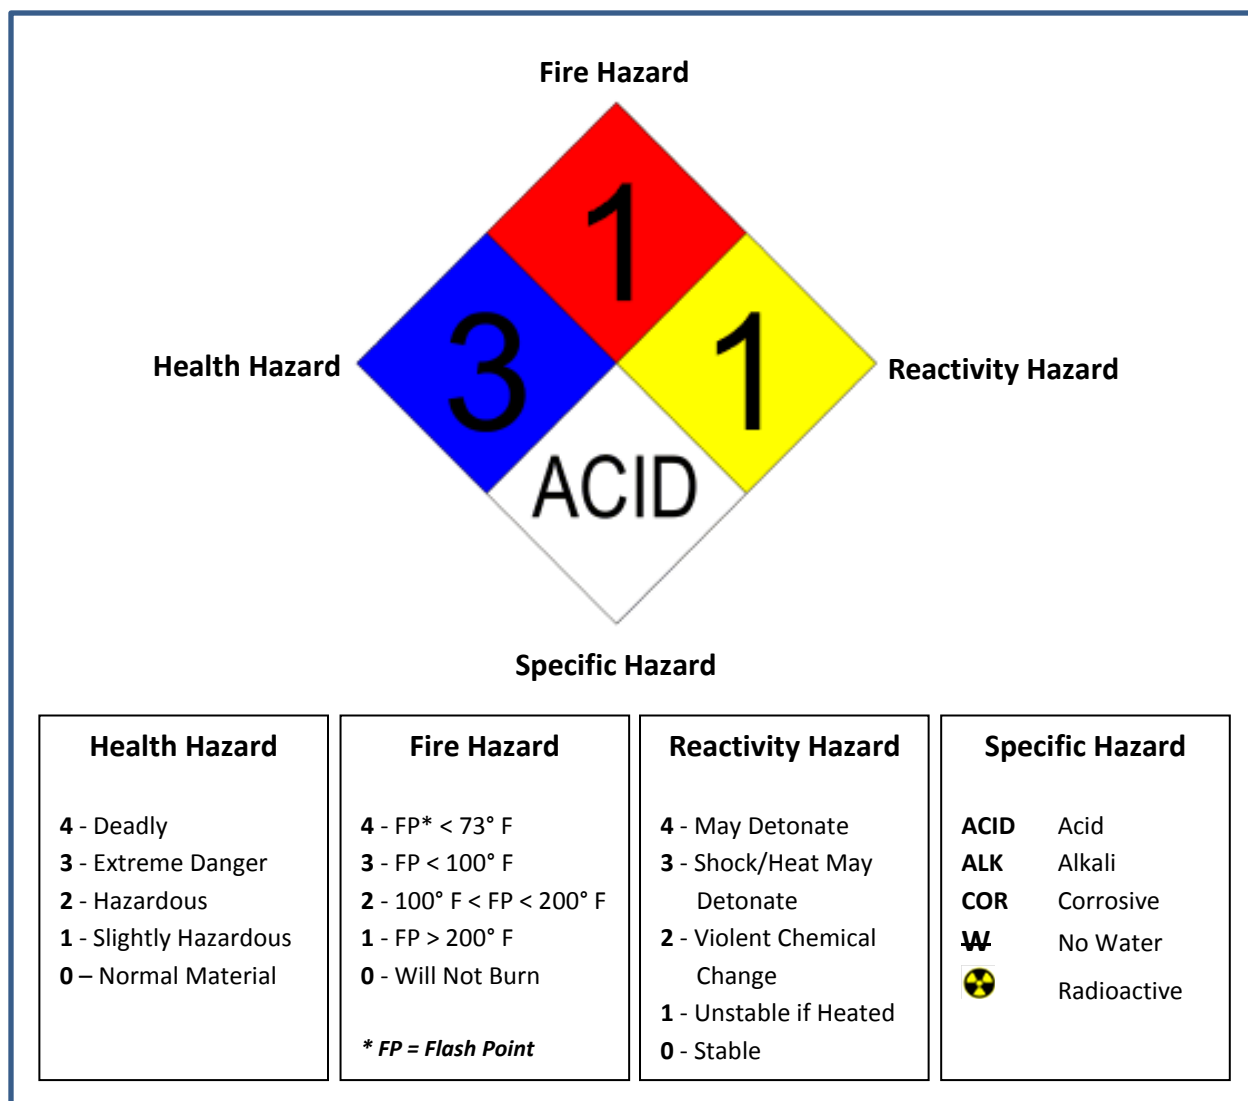 Fire Hazard
1
3
1
Health Hazard
Reactivity Hazard
ACID
Specific Hazard
Health Hazard
4 - Deadly
3 - Extreme Danger
2 - Hazardous
1 - Slightly Hazardous
0 – Normal Material
Fire Hazard
4 - FP* < 73° F
3 - FP < 100° F
2 - 100° F < FP < 200° F
1 - FP > 200° F
0 - Will Not Burn
* FP = Flash Point
Reactivity Hazard
4 - May Detonate
3 - Shock/Heat May
Detonate
2 - Violent Chemical
Change
1 - Unstable if Heated
0 - Stable
Specific Hazard
ACID Acid
ALK Alkali
COR Corrosive
W No Water
Radioactive